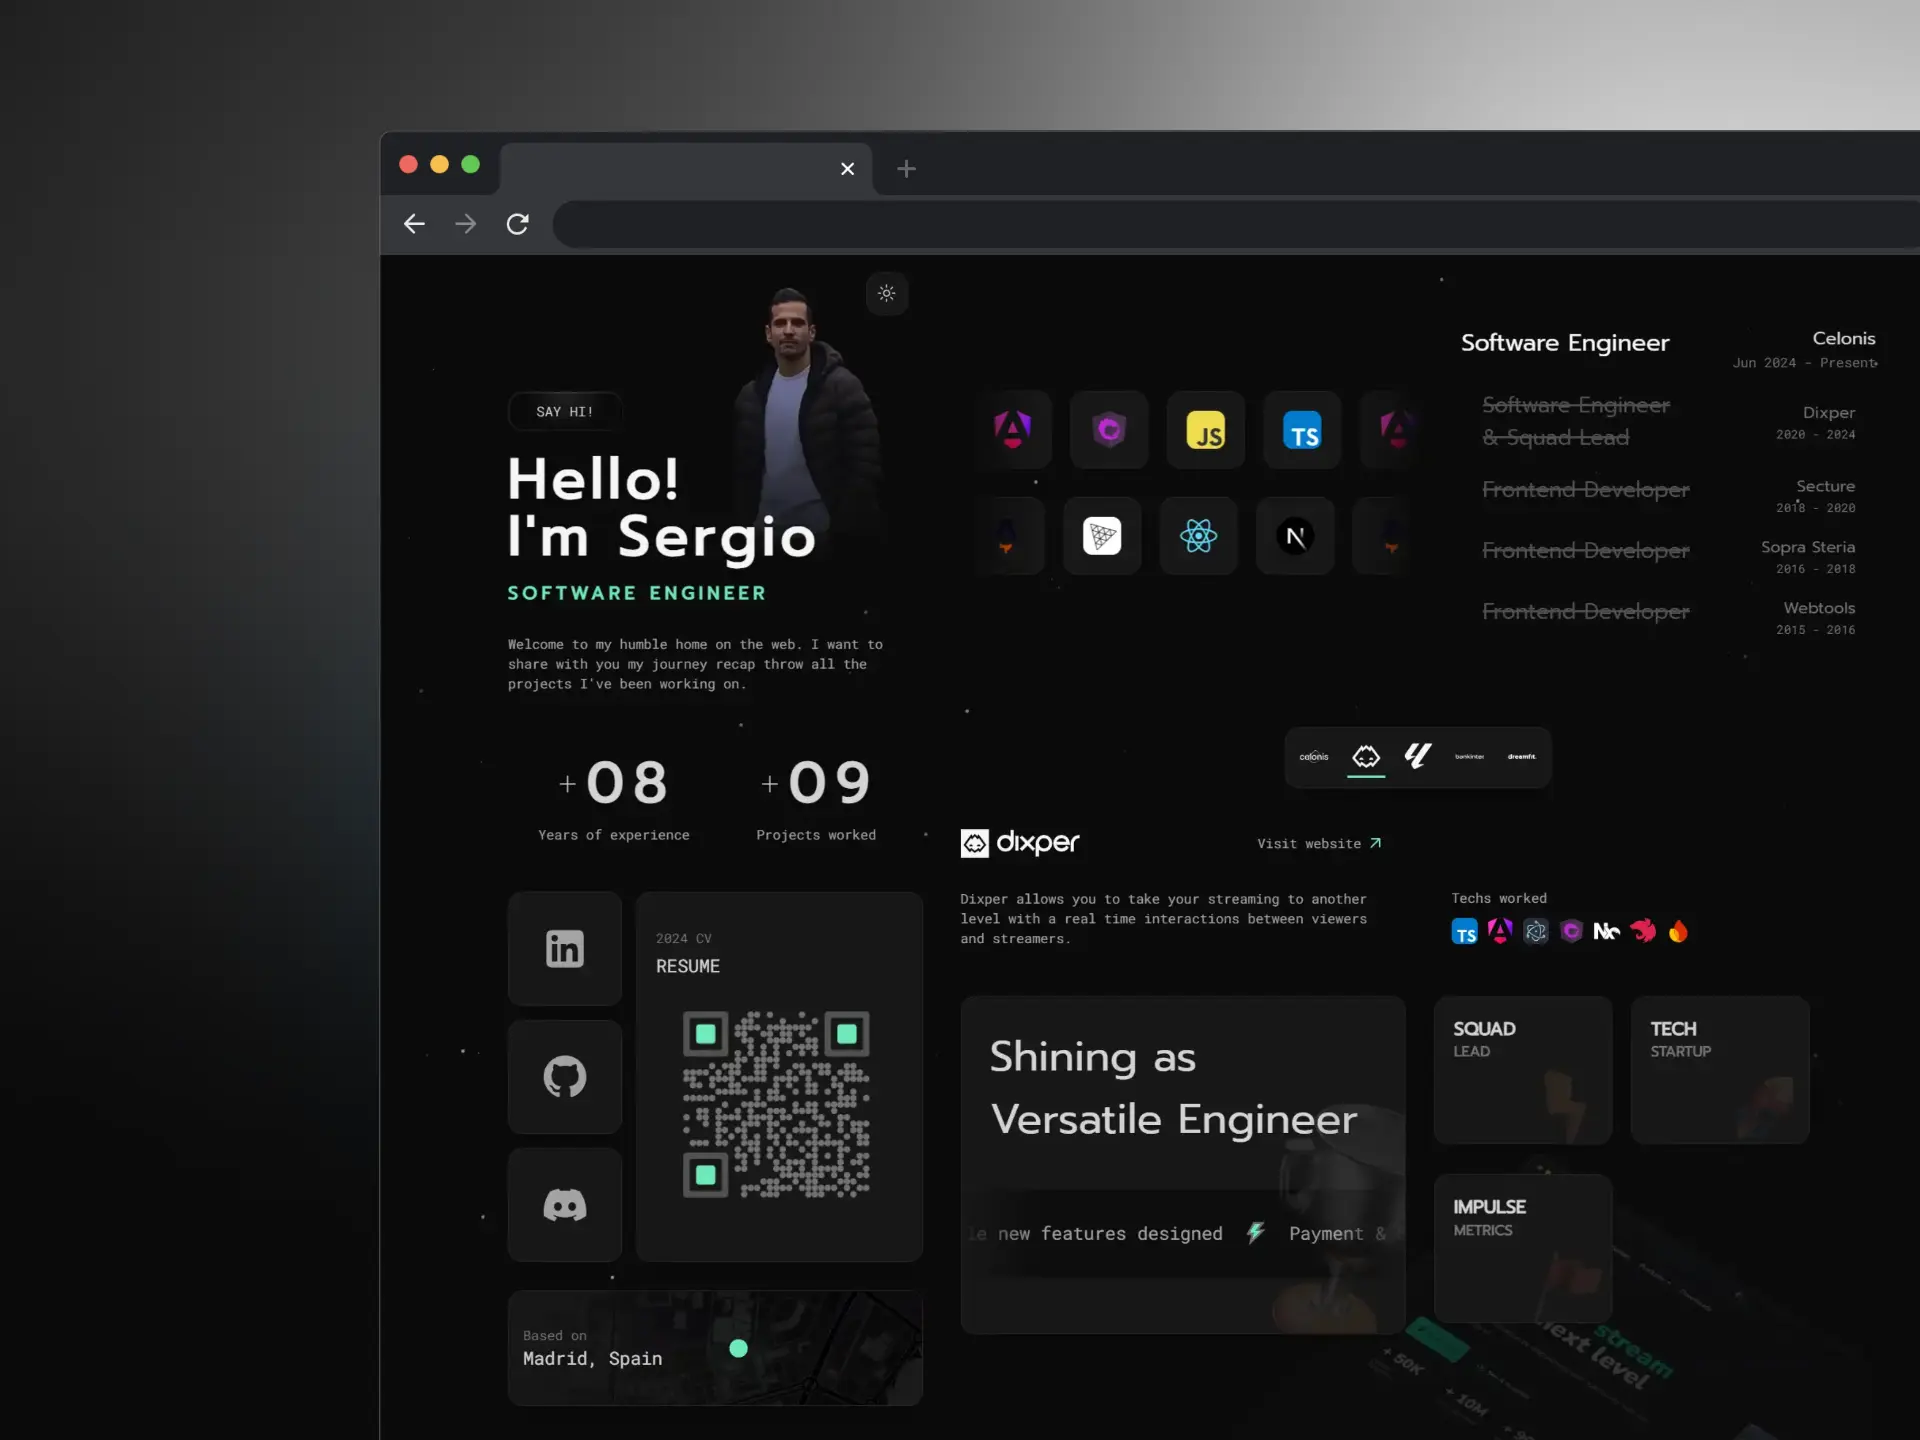 SAY HI!
Hello!
I'm Sergio
SOFTWARE ENGINEER
Welcome to my humble home on the web. I want to
share with you my journey recap throw all the
projects I've been working on.
+08
Years of experience
+09
Projects worked
2024 CV
RESUME
Based on
Madrid, Spain
JS
TS
N
Software Engineer
Celonis
Jun 2024 - Present
Software Engineer
& Squad Lead
Dixper
2020 - 2024
Frontend Developer
Secture
2018 - 2020
Frontend Developer
Sopra Steria
2016 - 2018
Frontend Developer
Webtools
2015 - 2016
celonis
bankinter
dreamfit
dixper
Visit website
Dixper allows you to take your streaming to another
level with a real time interactions between viewers
and streamers.
Techs worked
TS
Shining as
Versatile Engineer
le new features designed
Payment &
SQUAD
LEAD
TECH
STARTUP
IMPULSE
METRICS
stream
next level
+ 50K
+ 10M